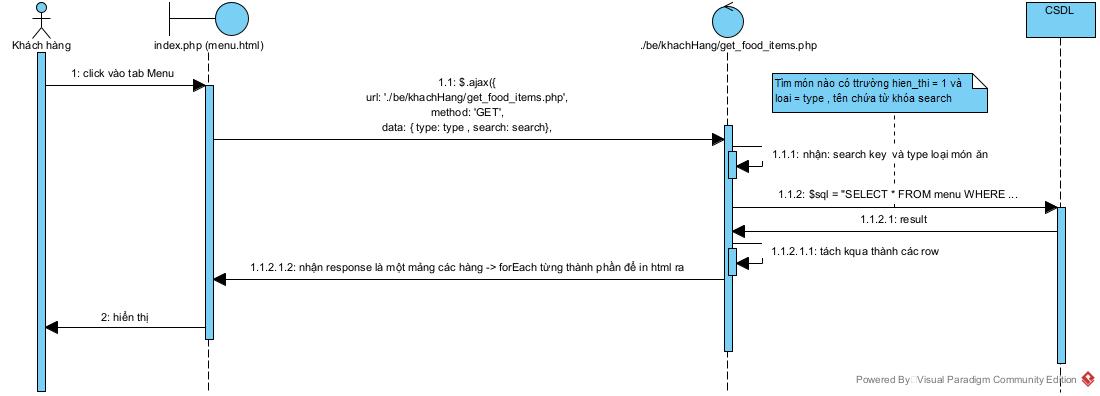 CSDL
Khách hàng
index.php (menu.html)
./be/khachHang/get_food_items.php
1: click vào tab Menu
1.1: $.ajax({
url: './be/khachHang/get_food_items.php',
method: 'GET',
data: { type: type , search: search},
Tìm món nào có ttrường hien_thi = 1 và
loai = type , tên chứa từ khóa search
1.1.1: nhận: search key và type loại món ăn
1.1.2: $sql = "SELECT * FROM menu WHERE ...
1.1.2.1: result
1.1.2.1.1: tách kqua thành các row
1.1.2.1.2: nhận response là một mảng các hàng -> forEach từng thành phần để in html ra
2: hiển thị
Powered By Visual Paradigm Community Edition